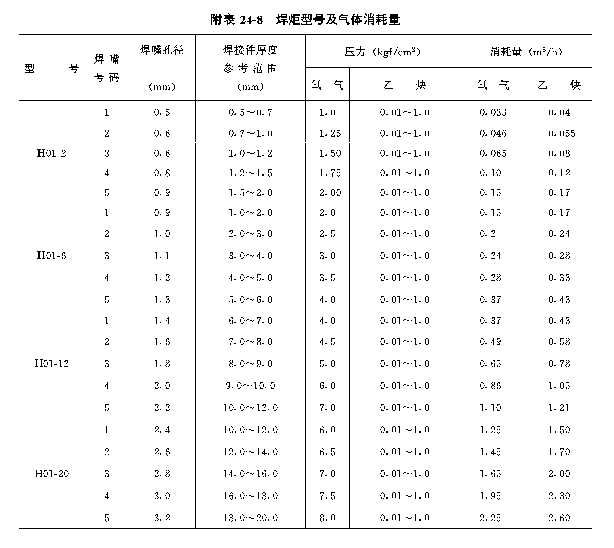 附表 24-8 焊炬型号及气体消耗量
型 号 焊嘴号码 焊嘴孔径 (mm) 焊接件厚度参考范围 (mm) 压力 (kgf/cm²) 消耗量 (m³/h)
氧 气 乙 炔 氧 气 乙 炔
1 0.5 0.5~0.7 1.0 0.01~1.0 0.033 0.04
2 0.6 0.7~1.0 1.25 0.01~1.0 0.046 0.055
H01-2 3 0.6 1.0~1.2 1.50 0.01~1.0 0.065 0.08
4 0.8 1.2~1.5 1.75 0.01~1.0 0.10 0.12
5 0.9 1.5~2.0 2.00 0.01~1.0 0.15 0.17
1 0.9 1.0~2.0 2.0 0.01~1.0 0.15 0.17
2 1.0 2.0~3.0 2.5 0.01~1.0 0.2 0.24
H01-6 3 1.1 3.0~4.0 3.0 0.01~1.0 0.24 0.28
4 1.2 4.0~5.0 3.5 0.01~1.0 0.28 0.33
5 1.3 5.0~6.0 4.0 0.01~1.0 0.37 0.43
1 1.4 6.0~7.0 4.0 0.01~1.0 0.37 0.43
2 1.6 7.0~8.0 4.5 0.01~1.0 0.49 0.58
H01-12 3 1.8 8.0~9.0 5.0 0.01~1.0 0.65 0.78
4 2.0 9.0~10.0 6.0 0.01~1.0 0.86 1.05
5 2.2 10.0~12.0 7.0 0.01~1.0 1.10 1.21
1 2.4 10.0~12.0 6.0 0.01~1.0 1.25 1.50
2 2.6 12.0~14.0 6.5 0.01~1.0 1.45 1.70
H01-20 3 2.8 14.0~16.0 7.0 0.01~1.0 1.65 2.00
4 3.0 16.0~18.0 7.5 0.01~1.0 1.95 2.30
5 3.2 18.0~20.0 8.0 0.01~1.0 2.25 2.60